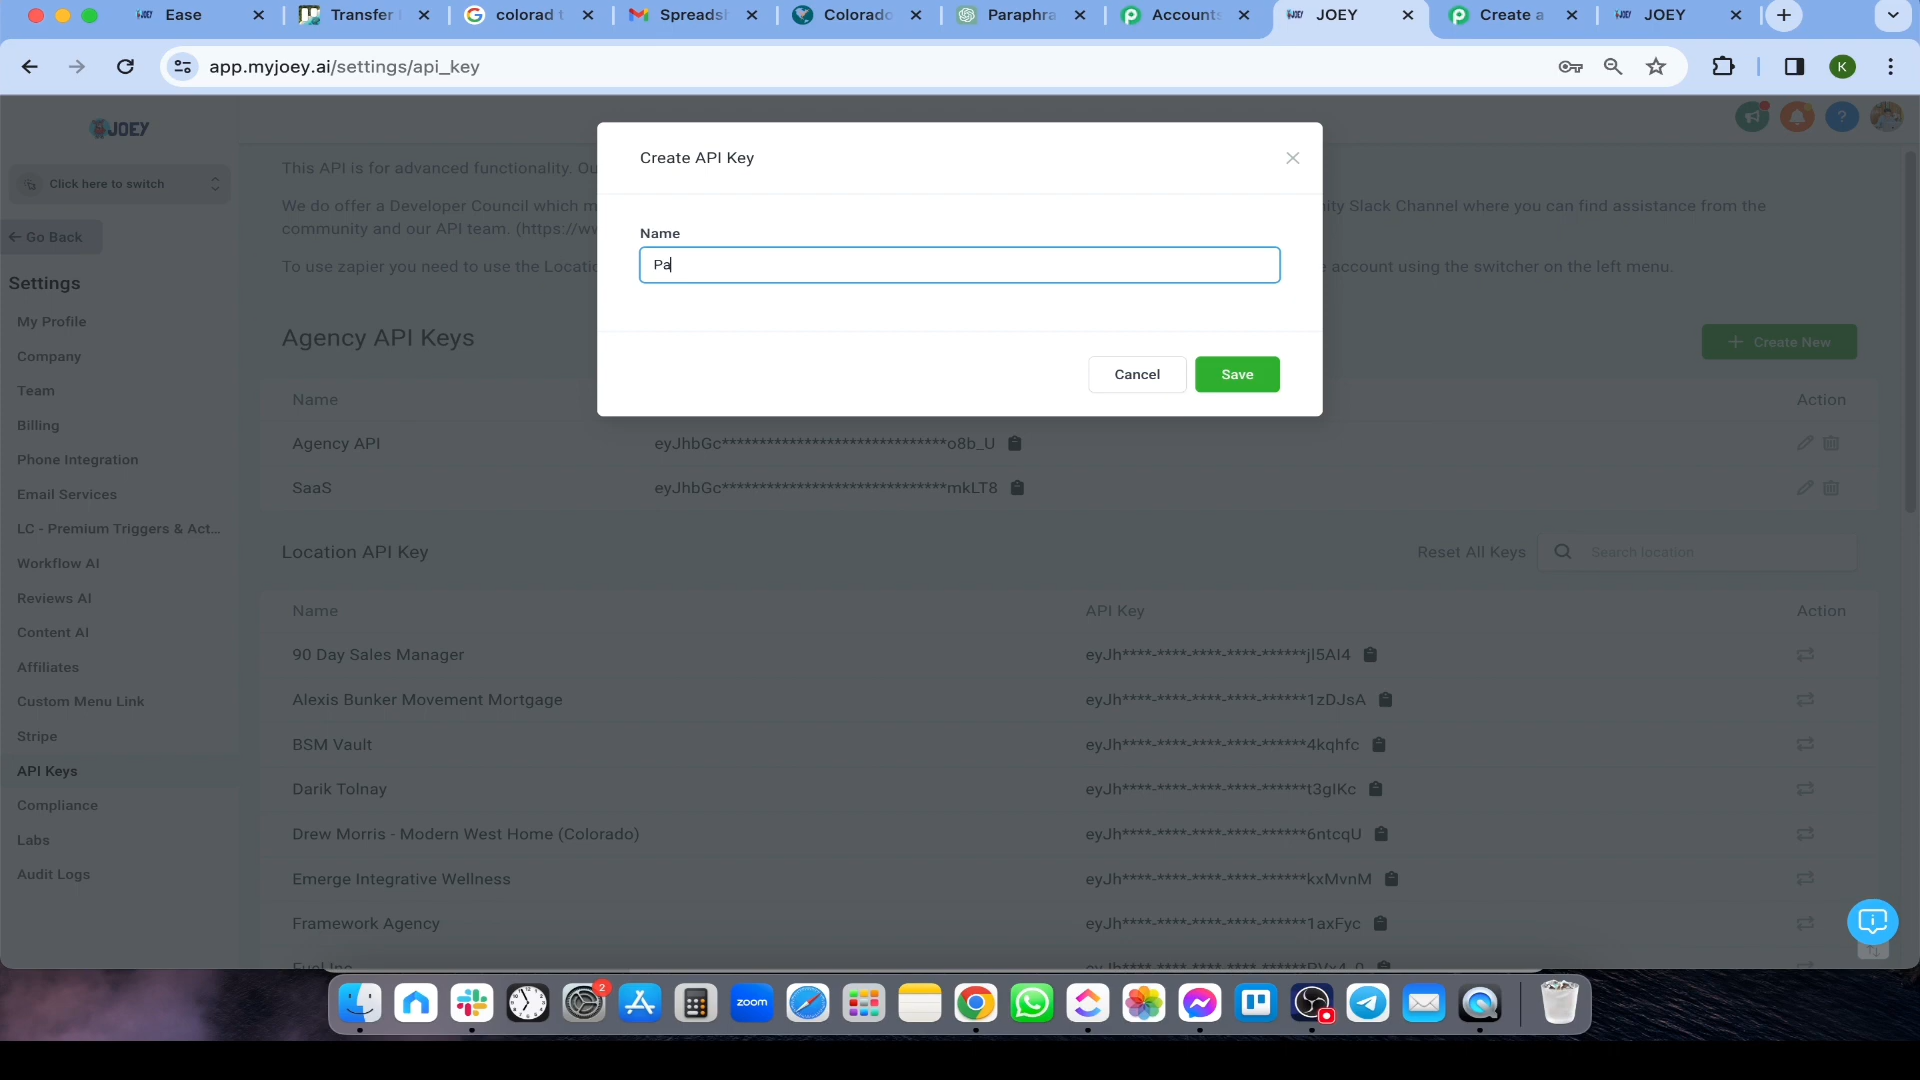 Ease
Transfer
colorad t
Spreadsh
Colorado
Paraphra
Accounts
JOEY
Create a
JOEY
app.myjoey.ai/settings/api_key
K
JOEY
Click here to switch
Go Back
Settings
My Profile
Company
Team
Billing
Phone Integration
Email Services
LC - Premium Triggers & Act...
Workflow AI
Reviews AI
Content AI
Affiliates
Custom Menu Link
Stripe
API Keys
Compliance
Labs
Audit Logs
This API is for advanced functionality. Ou
We do offer a Developer Council which m
ity Slack Channel where you can find assistance from the
community and our API team. (https://w
To use zapier you need to use the Locatio
account using the switcher on the left menu.
Create API Key
Name
Pa
Cancel
Save
Agency API Keys
+ Create New
Name
Action
Agency API
eyJhbGc*******************************o8b_U
SaaS
eyJhbGc*******************************mkLT8
Location API Key
Reset All Keys
Search location
Name
API Key
Action
90 Day Sales Manager
eyJh****-****-****-****-******jI5AI4
Alexis Bunker Movement Mortgage
eyJh****-****-****-****-******1zDJsA
BSM Vault
eyJh****-****-****-****-******4kqhfc
Darik Tolnay
eyJh****-****-****-****-******t3gIKc
Drew Morris - Modern West Home (Colorado)
eyJh****-****-****-****-******6ntcqU
Emerge Integrative Wellness
eyJh****-****-****-****-******kxMvnM
Framework Agency
eyJh****-****-****-****-******1axFyc
Fuel Inc
2
zoom